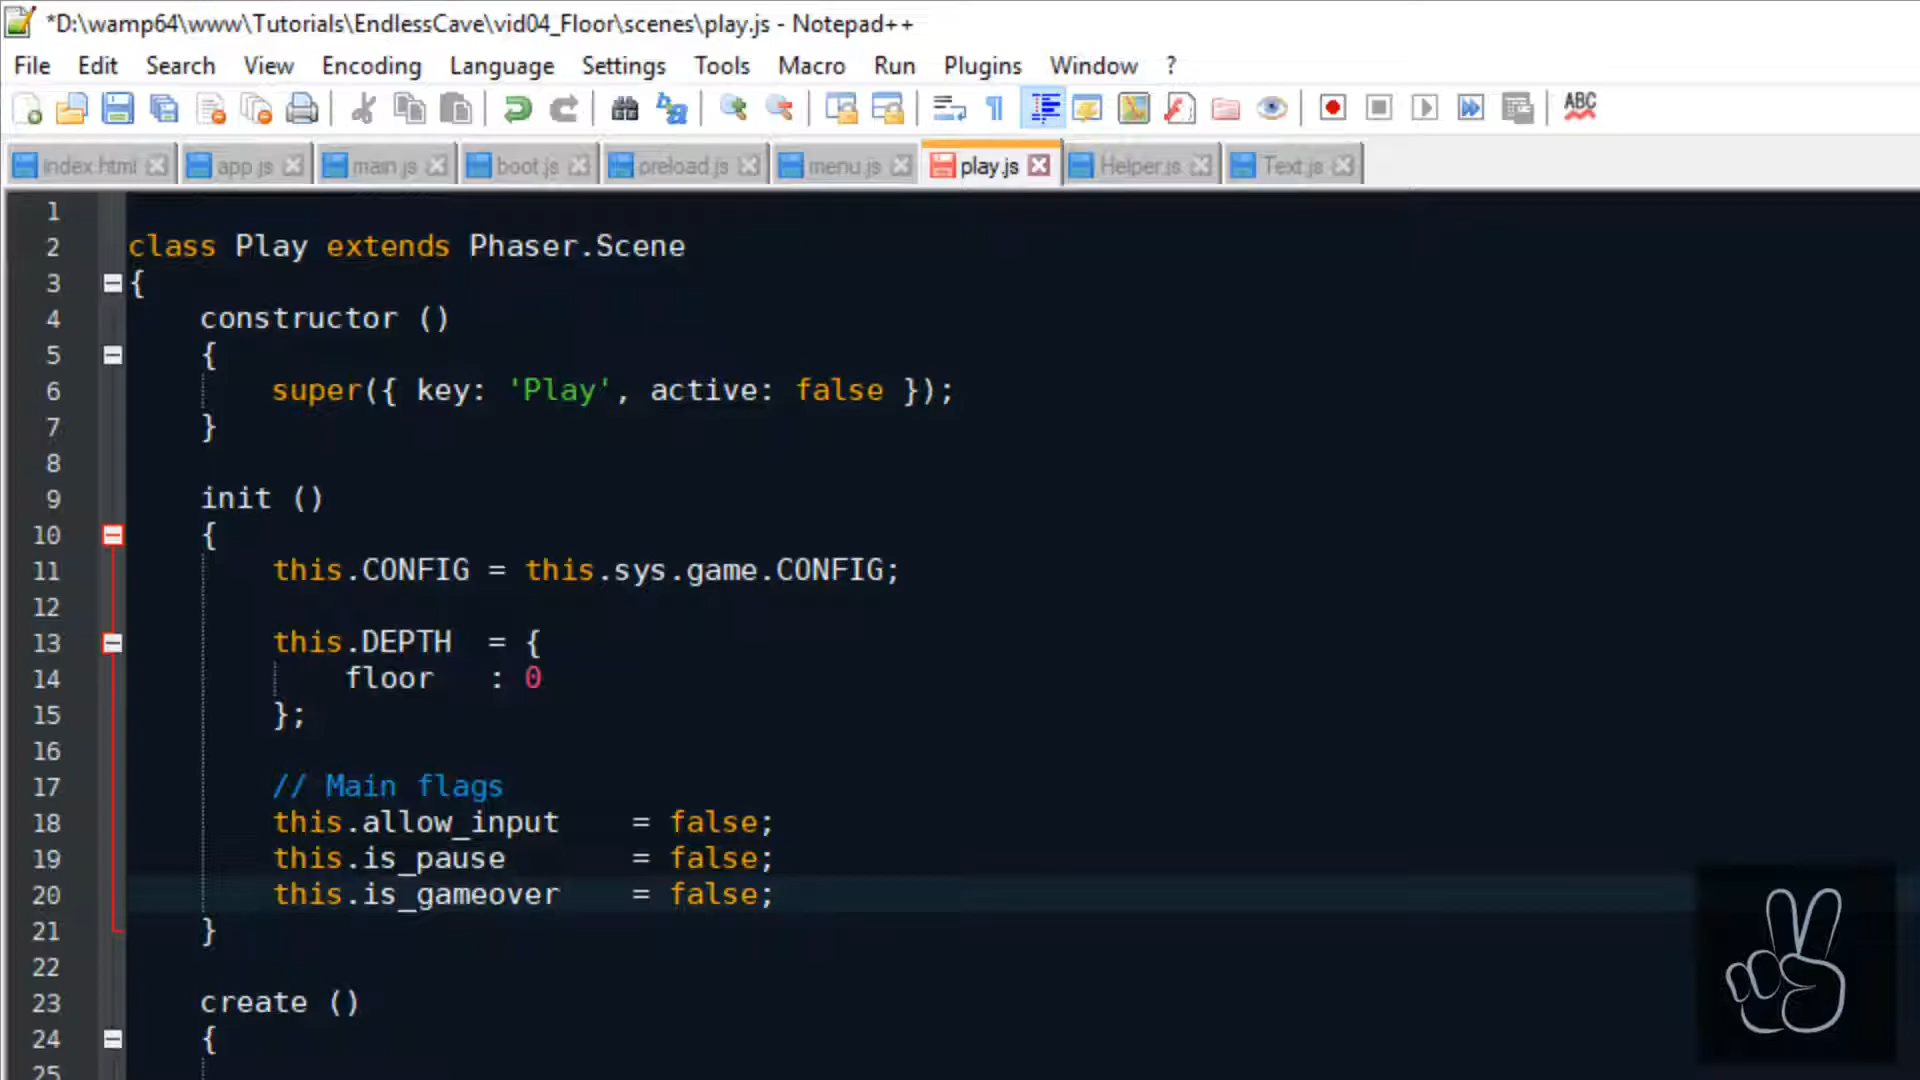 *D:\wamp64\www\Tutorials\EndlessCave\vid04_Floor\scenes\play.js - Notepad++
File Edit Search View Encoding Language Settings Tools Macro Run Plugins Window ?
ABC
index.html app.js main.js boot.js preload.js menu.js play.js Helper.js Text.js
1
2 class Play extends Phaser.Scene
3 {
4 constructor ()
5 {
6 super({ key: 'Play', active: false });
7 }
8
9 init ()
10 {
11 this.CONFIG = this.sys.game.CONFIG;
12
13 this.DEPTH = {
14 floor : 0
15 };
16
17 // Main flags
18 this.allow_input = false;
19 this.is_pause = false;
20 this.is_gameover = false;
21 }
22
23 create ()
24 {
25